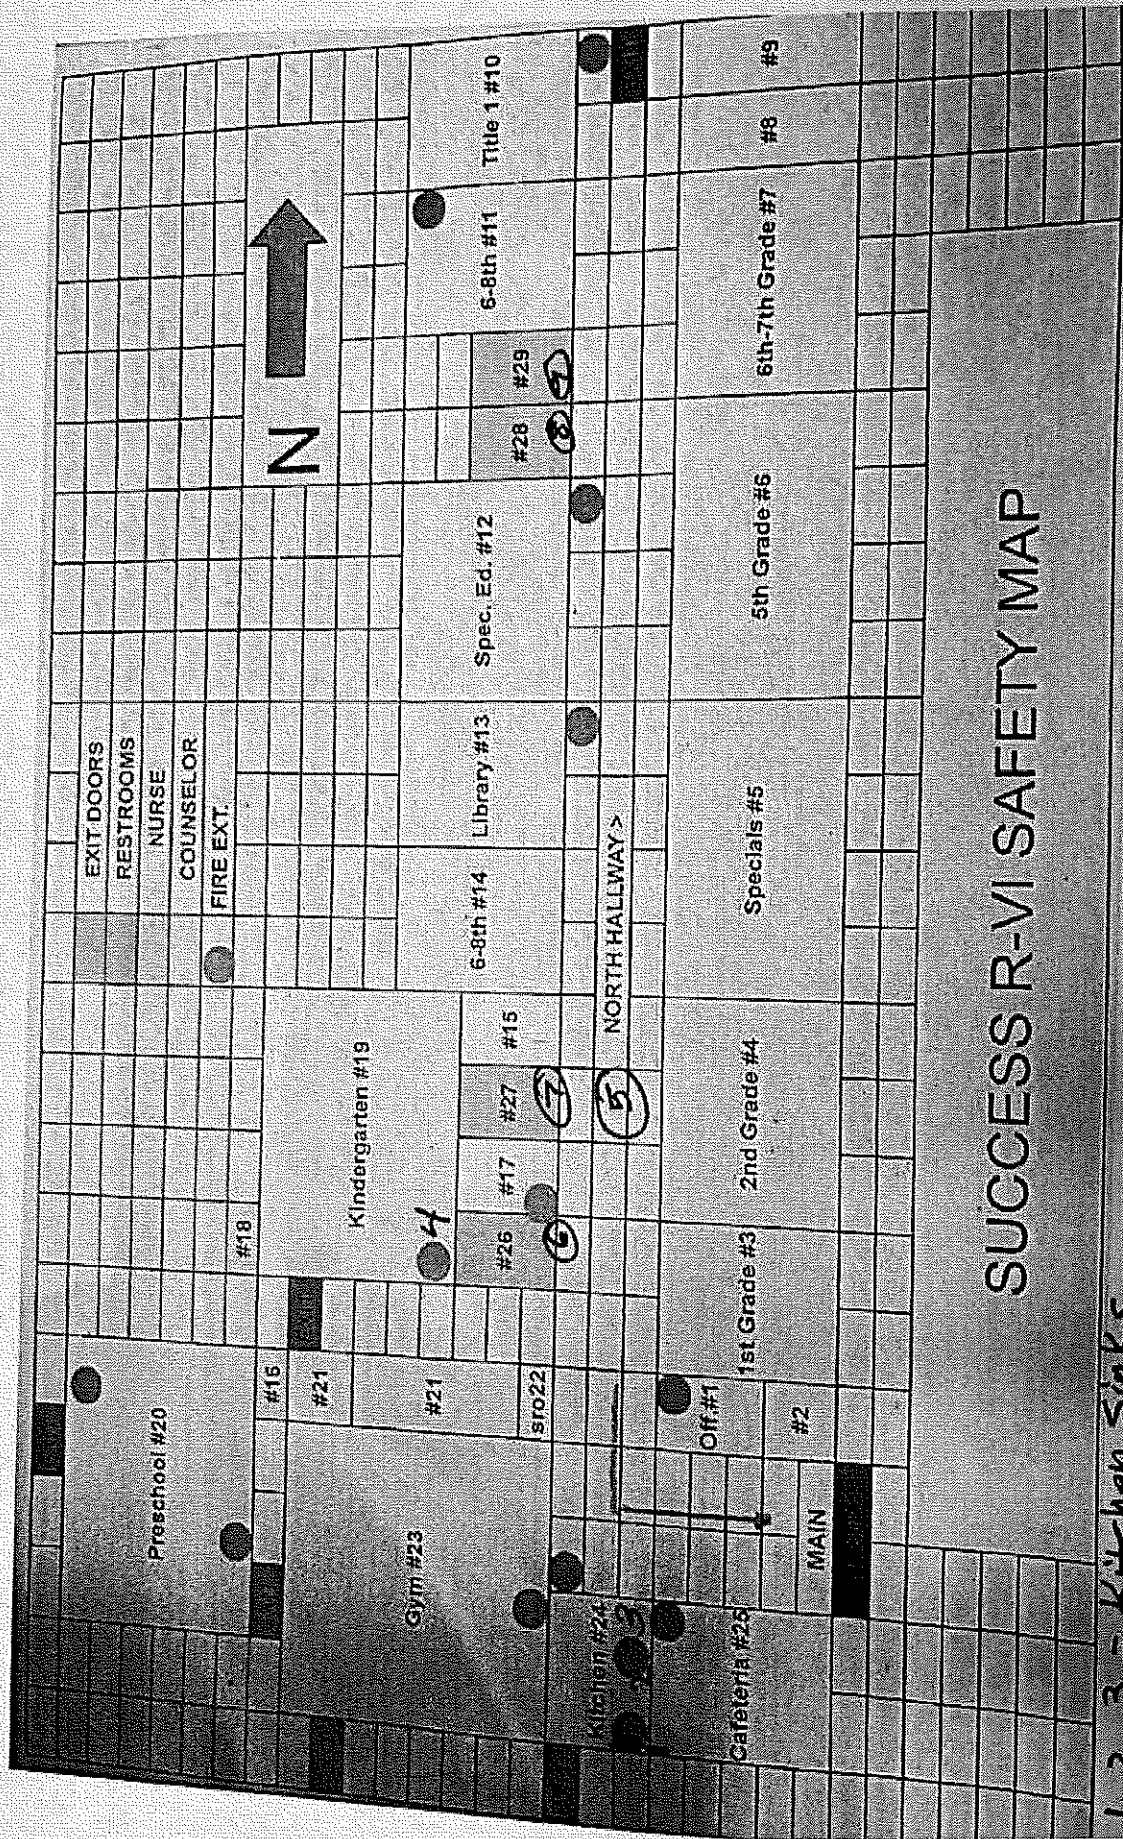 EXIT DOORS
RESTROOMS
NURSE
COUNSELOR
FIRE EXT.
N
Preschool #20
#18
#16
#21
Kindergarten #19
Gym #23
#21
sro22
4
#26
#17
#27
#15
6
7
6-8th #14
Library #13
Spec. Ed. #12
#28
#29
8
9
6-8th #11
Title 1 #10
Kitchen #24
3
5
NORTH HALLWAY >
Cafeteria #25
MAIN
Off.#1
#2
1st Grade #3
2nd Grade #4
Specials #5
5th Grade #6
6th-7th Grade #7
#8
#9
SUCCESS R-VI SAFETY MAP
1, 2, 3 - Kitchen Sinks